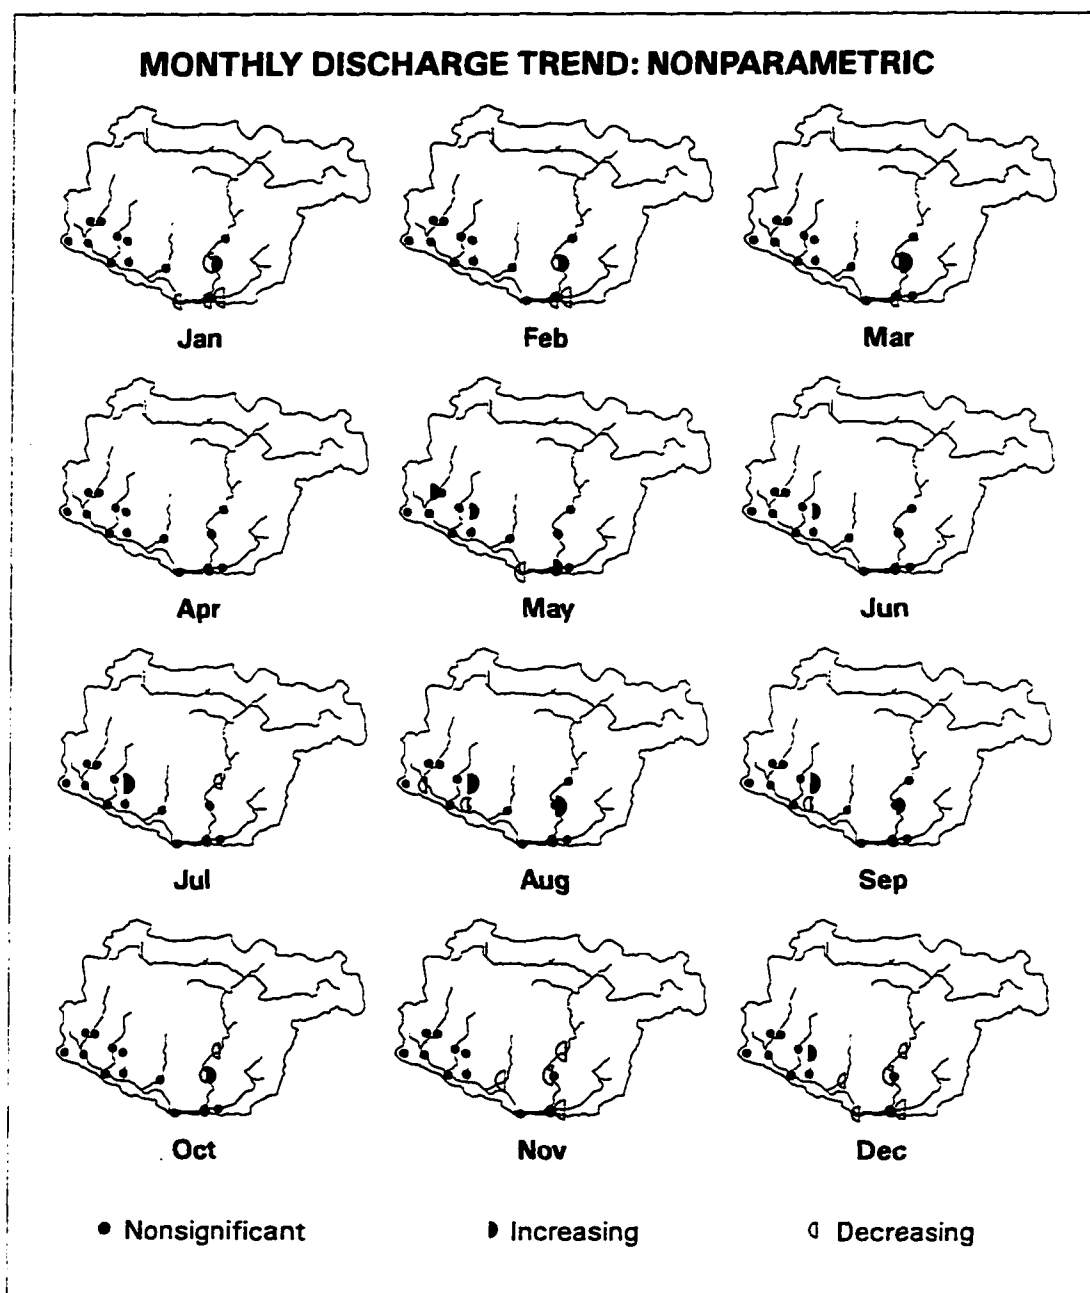 MONTHLY DISCHARGE TREND: NONPARAMETRIC
Jan Feb Mar
Apr May Jun
Jul Aug Sep
Oct Nov Dec
Nonsignificant Increasing Decreasing